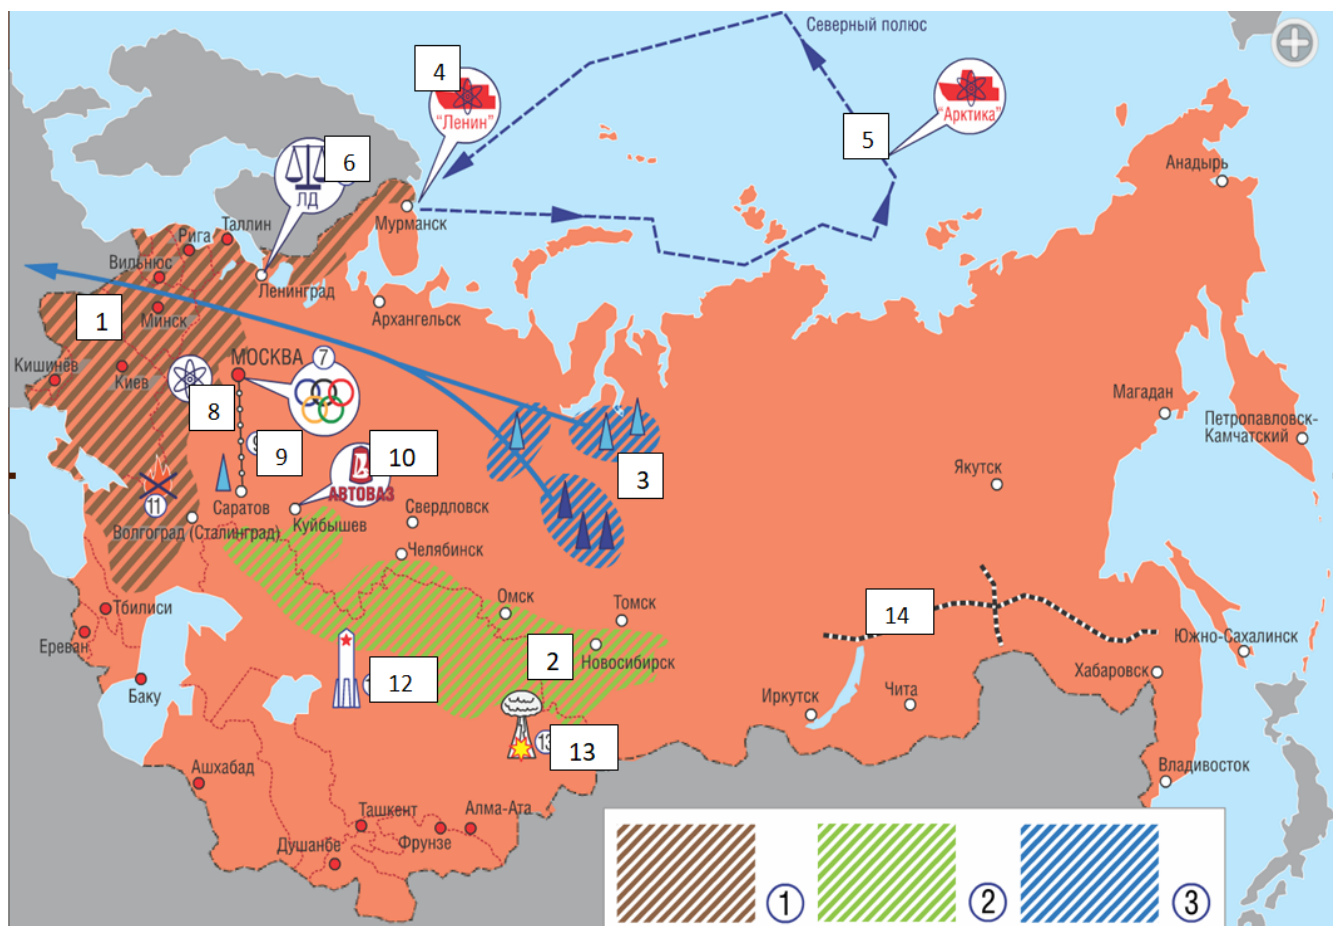 Северный полюс
4
"Ленин"
"Арктика"
5
6
ЛД
Анадырь
Мурманск
Таллин
Рига
Вильнюс
Ленинград
Архангельск
1
Минск
МОСКВА
7
Кишинёв
Киев
8
Магадан
Петропавловск-
Камчатский
9
10
АВТОВАЗ
3
Якутск
11
Саратов
Куйбышев
Свердловск
Волгоград (Сталинград)
Челябинск
Омск
Томск
14
Тбилиси
Ереван
2
Новосибирск
Южно-Сахалинск
Хабаровск
12
Баку
Иркутск
Чита
13
13
Ашхабад
Владивосток
Ташкент
Алма-Ата
Душанбе
Фрунзе
1
2
3